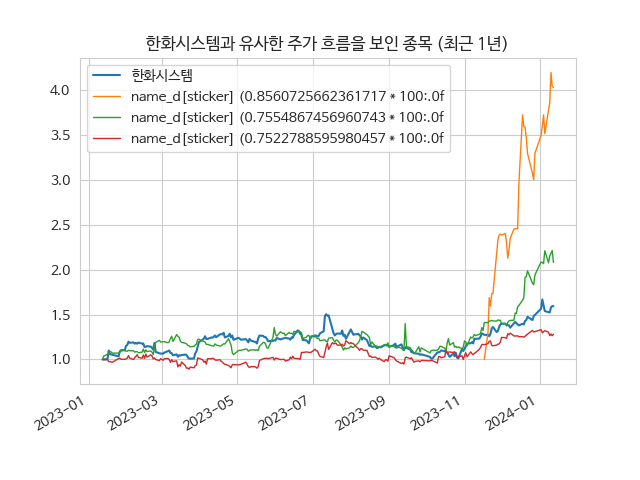 한화시스템과 유사한 주가 흐름을 보인 종목 (최근 1년)
한화시스템
name_d[sticker] (0.8560725662361717 * 100:.0f
name_d[sticker] (0.7554867456960743 * 100:.0f
name_d[sticker] (0.7522788595980457 * 100:.0f
4.0
3.5
3.0
2.5
2.0
1.5
1.0
2023-01
2023-03
2023-05
2023-07
2023-09
2023-11
2024-01